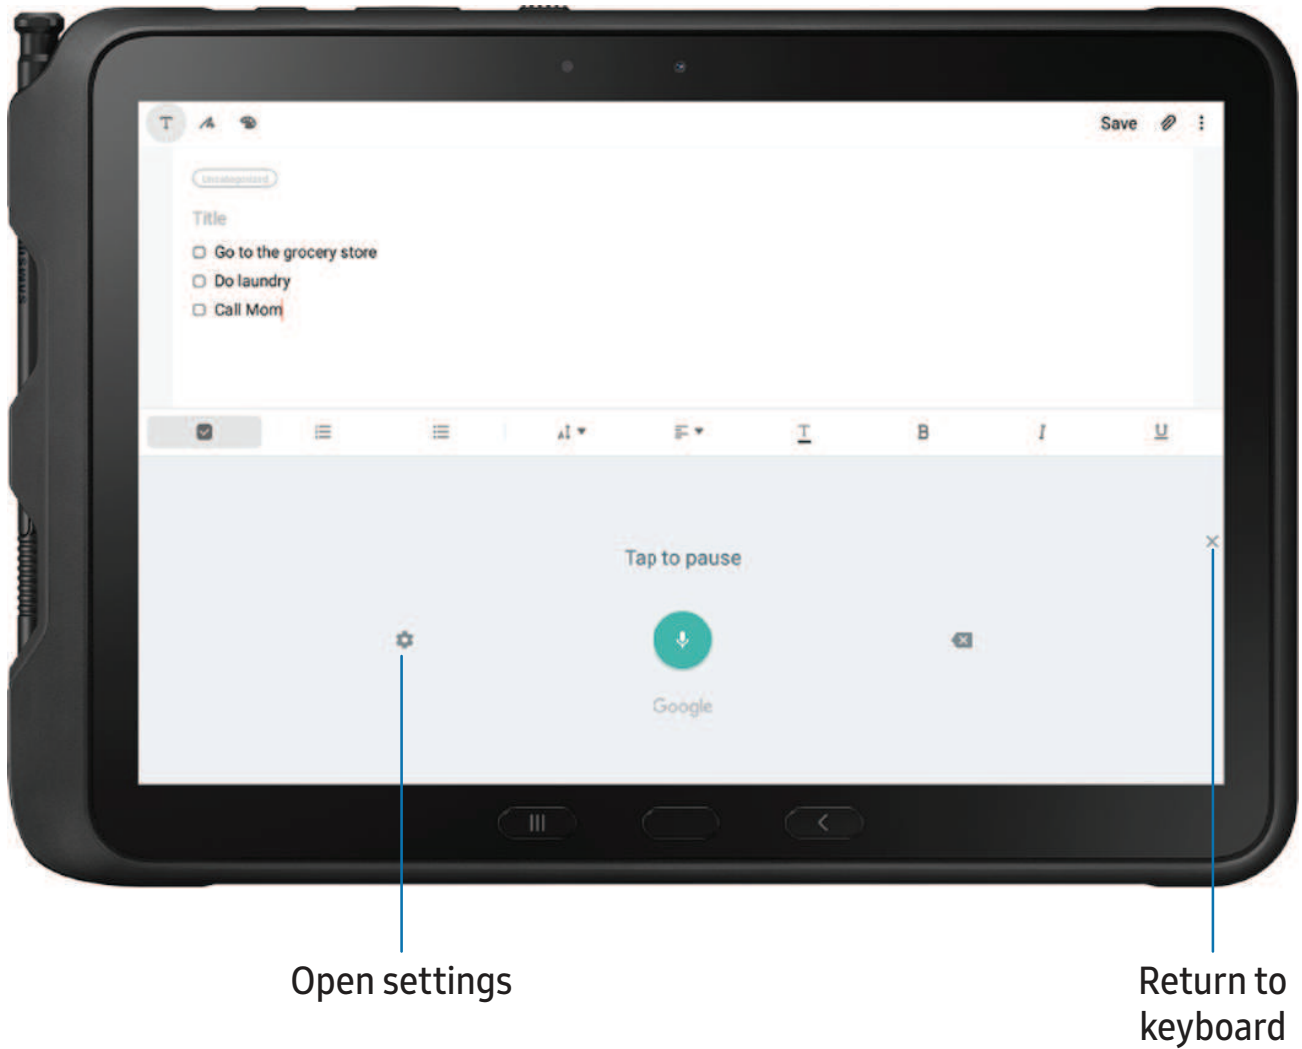 T
Save
Uncategorized
Title
Go to the grocery store
Do laundry
Call Mom
T B I U
Tap to pause
Google
Open settings
Return to
keyboard